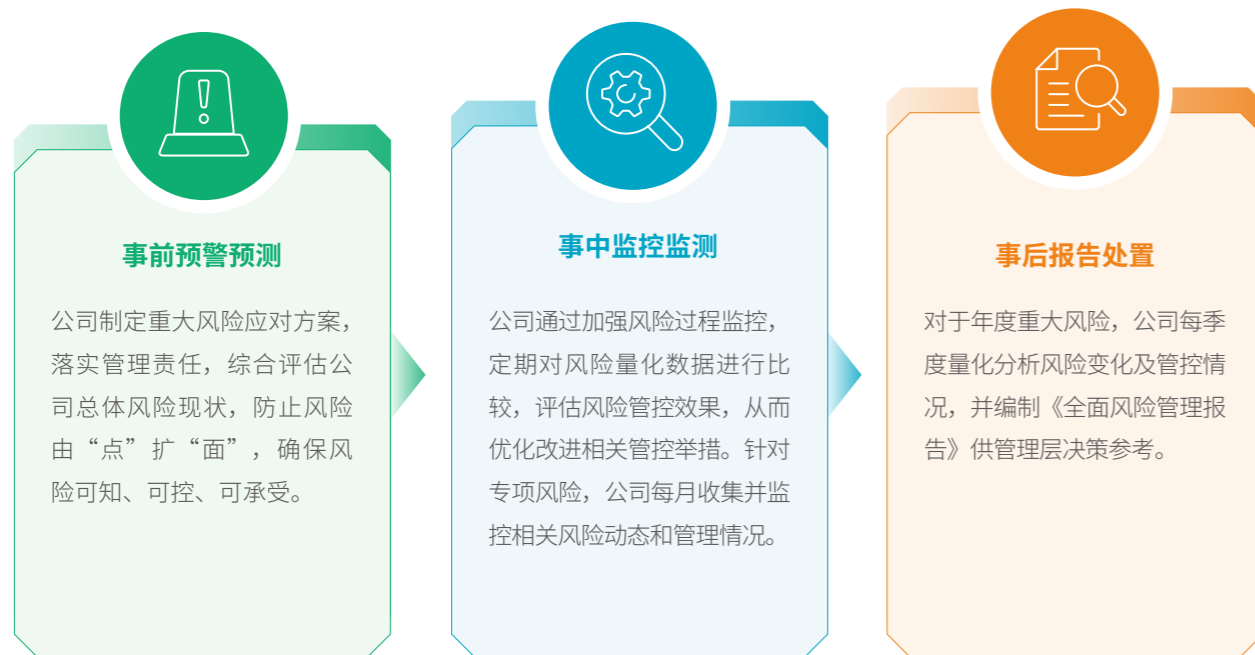 事前预警预测
公司制定重大风险应对方案，
落实管理责任，综合评估公
司总体风险现状，防止风险
由“点”扩“面”，确保风
险可知、可控、可承受。
事中监控监测
公司通过加强风险过程监控，
定期对风险量化数据进行比
较，评估风险管控效果，从而
优化改进相关管控举措。针对
专项风险，公司每月收集并监
控相关风险动态和管理情况。
事后报告处置
对于年度重大风险，公司每季
度量化分析风险变化及管控情
况，并编制《全面风险管理报
告》供管理层决策参考。